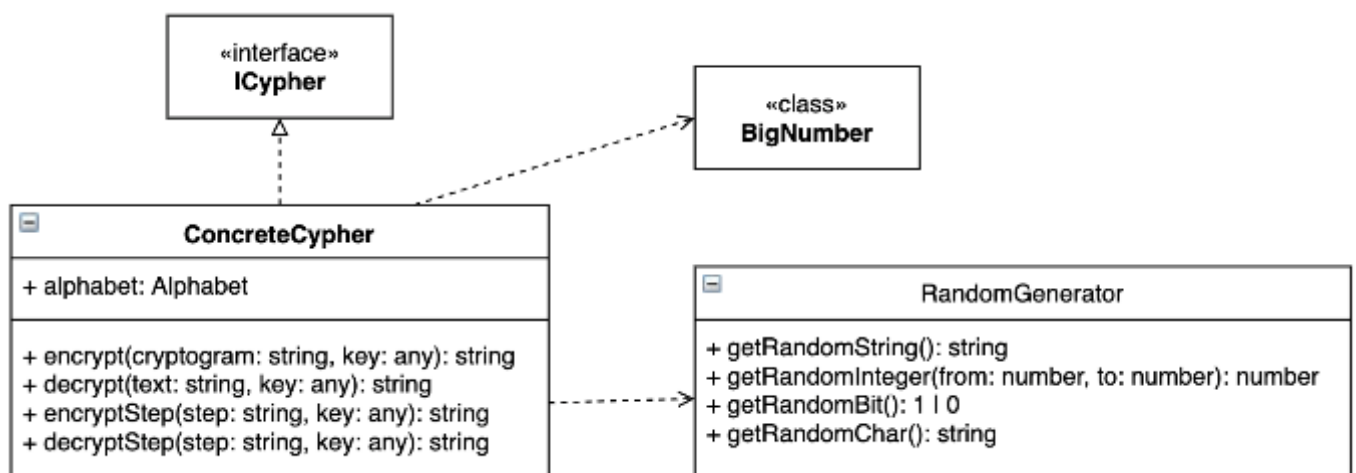 «interface»
ICypher
«class»
BigNumber
ConcreteCypher
+ alphabet: Alphabet
+ encrypt(cryptogram: string, key: any): string
+ decrypt(text: string, key: any): string
+ encryptStep(step: string, key: any): string
+ decryptStep(step: string, key: any): string
RandomGenerator
+ getRandomString(): string
+ getRandomInteger(from: number, to: number): number
+ getRandomBit(): 1 | 0
+ getRandomChar(): string